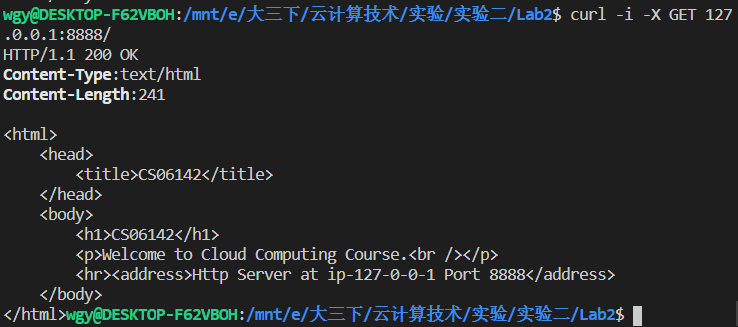 wgy@DESKTOP-F62VBOH:/mnt/e/大三下/云计算技术/实验/实验二/Lab2$ curl -i -X GET 127
.0.0.1:8888/
HTTP/1.1 200 OK
Content-Type:text/html
Content-Length:241

<html>
    <head>
        <title>CS06142</title>
    </head>
    <body>
        <h1>CS06142</h1>
        <p>Welcome to Cloud Computing Course.<br /></p>
        <hr><address>Http Server at ip-127-0-0-1 Port 8888</address>
    </body>
</html>wgy@DESKTOP-F62VBOH:/mnt/e/大三下/云计算技术/实验/实验二/Lab2$